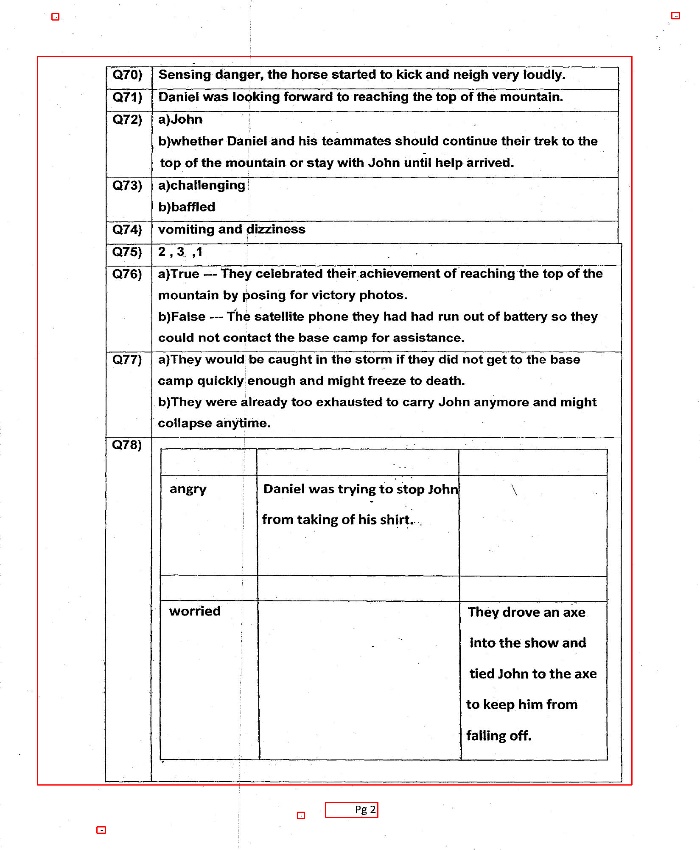 Q70) Sensing danger, the horse started to kick and neigh very loudly.
Q71) Daniel was looking forward to reaching the top of the mountain.
Q72) a)John
b)whether Daniel and his teammates should continue their trek to the
top of the mountain or stay with John until help arrived.
Q73) a)challenging
b)baffled
Q74) vomiting and dizziness
Q75) 2 , 3 ,1
Q76) a)True --- They celebrated their achievement of reaching the top of the
mountain by posing for victory photos.
b)False --- The satellite phone they had had run out of battery so they
could not contact the base camp for assistance.
Q77) a)They would be caught in the storm if they did not get to the base
camp quickly enough and might freeze to death.
b)They were already too exhausted to carry John anymore and might
collapse anytime.
Q78)
angry Daniel was trying to stop John
from taking of his shirt.
worried They drove an axe
into the show and
tied John to the axe
to keep him from
falling off.
Pg 2